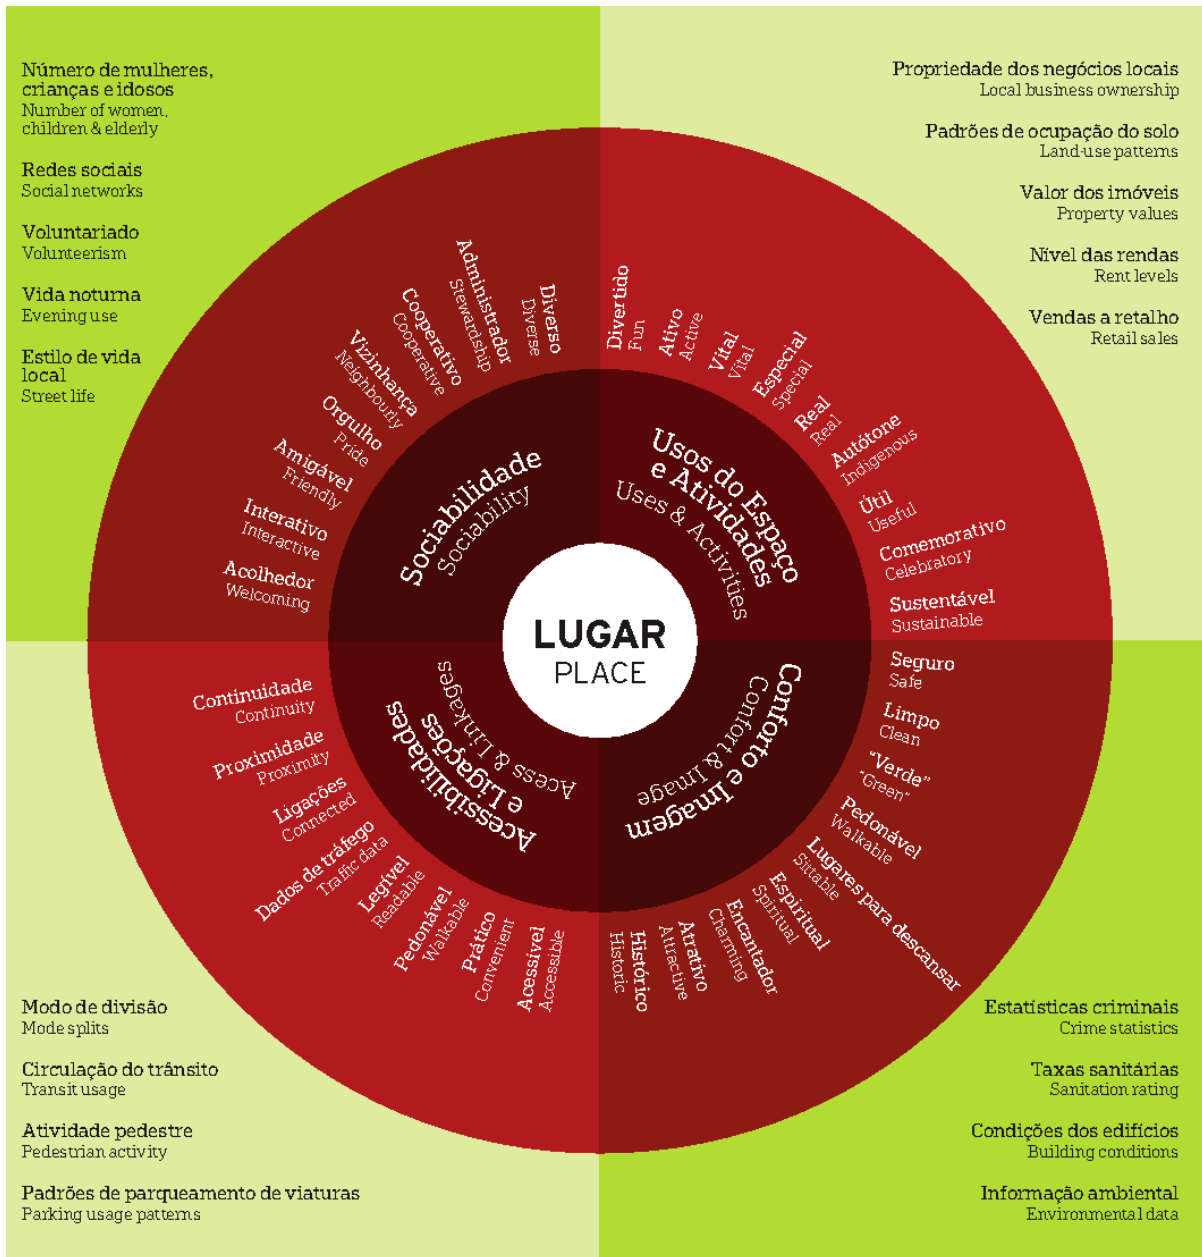 Número de mulheres,
crianças e idosos
Number of women,
children & elderly
Redes sociais
Social networks
Voluntariado
Volunteerism
Vida noturna
Evening use
Estilo de vida
local
Street life
Propriedade dos negócios locais
Local business ownership
Padrões de ocupação do solo
Land-use patterns
Valor dos imóveis
Property values
Nível das rendas
Rent levels
Vendas a retalho
Retail sales
Acolhedor
Welcoming
Interativo
Interactive
Amigável
Friendly
Orgulho
Pride
Vizinhança
Neighbourly
Cooperativo
Cooperative
Administrador
Stewardship
Diverso
Diverse
Divertido
Fun
Ativo
Active
Vital
Vital
Especial
Special
Real
Real
Autótone
Indigenous
Útil
Useful
Comemorativo
Celebratory
Sustentável
Sustainable
Sociabilidade
Sociability
Usos do Espaço
e Atividades
Uses & Activities
LUGAR
PLACE
Acessibilidades
e Ligações
Acess & Linkages
Conforto e Imagem
Confort & Image
Seguro
Safe
Limpo
Clean
“Verde”
“Green”
Pedonável
Walkable
Lugares para descansar
Sittable
Espiritual
Spiritual
Encantador
Charming
Atrativo
Attractive
Histórico
Historic
Continuidade
Continuity
Proximidade
Proximity
Ligações
Connected
Dados de tráfego
Traffic data
Legível
Readable
Pedonável
Walkable
Prático
Convenient
Acessível
Accessible
Modo de divisão
Mode splits
Circulação do trânsito
Transit usage
Atividade pedestre
Pedestrian activity
Padrões de parqueamento de viaturas
Parking usage patterns
Estatísticas criminais
Crime statistics
Taxas sanitárias
Sanitation rating
Condições dos edifícios
Building conditions
Informação ambiental
Environmental data